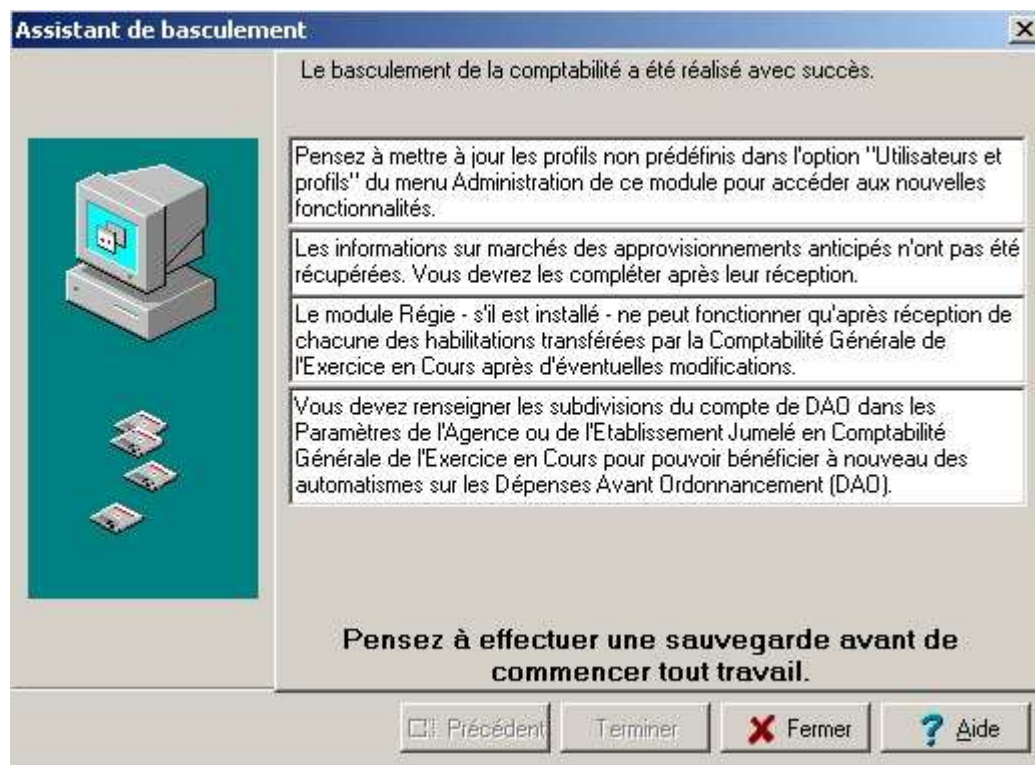 Assistant de basculement
Le basculement de la comptabilité a été réalisé avec succès.
Pensez à mettre à jour les profils non prédéfinis dans l'option "Utilisateurs et
profils" du menu Administration de ce module pour accéder aux nouvelles
fonctionnalités.
Les informations sur marchés des approvisionnements anticipés n'ont pas été
récupérées. Vous devrez les compléter après leur réception.
Le module Régie - s'il est installé - ne peut fonctionner qu'après réception de
chacune des habilitations transférées par la Comptabilité Générale de
l'Exercice en Cours après d'éventuelles modifications.
Vous devez renseigner les subdivisions du compte de DAO dans les
Paramètres de l'Agence ou de l'Etablissement Jumelé en Comptabilité
Générale de l'Exercice en Cours pour pouvoir bénéficier à nouveau des
automatismes sur les Dépenses Avant Ordonnancement (DAO).
Pensez à effectuer une sauvegarde avant de
commencer tout travail.
Précédent Terminer Fermer Aide